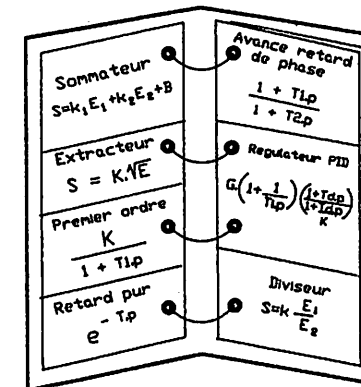 Sommateur
S=k₁E₁+k₂E₂+B
Extracteur
S = K.√E
Premier ordre
K
1 + T1.p
Retard pur
e⁻ T.p
Avance retard
de phase
1 + T1.p
1 + T2.p
Regulateur PID
G.(1+ 1/Ti.p) (1+Td.p / 1+Td.p/K)
Diviseur
S=k E₁/E₂